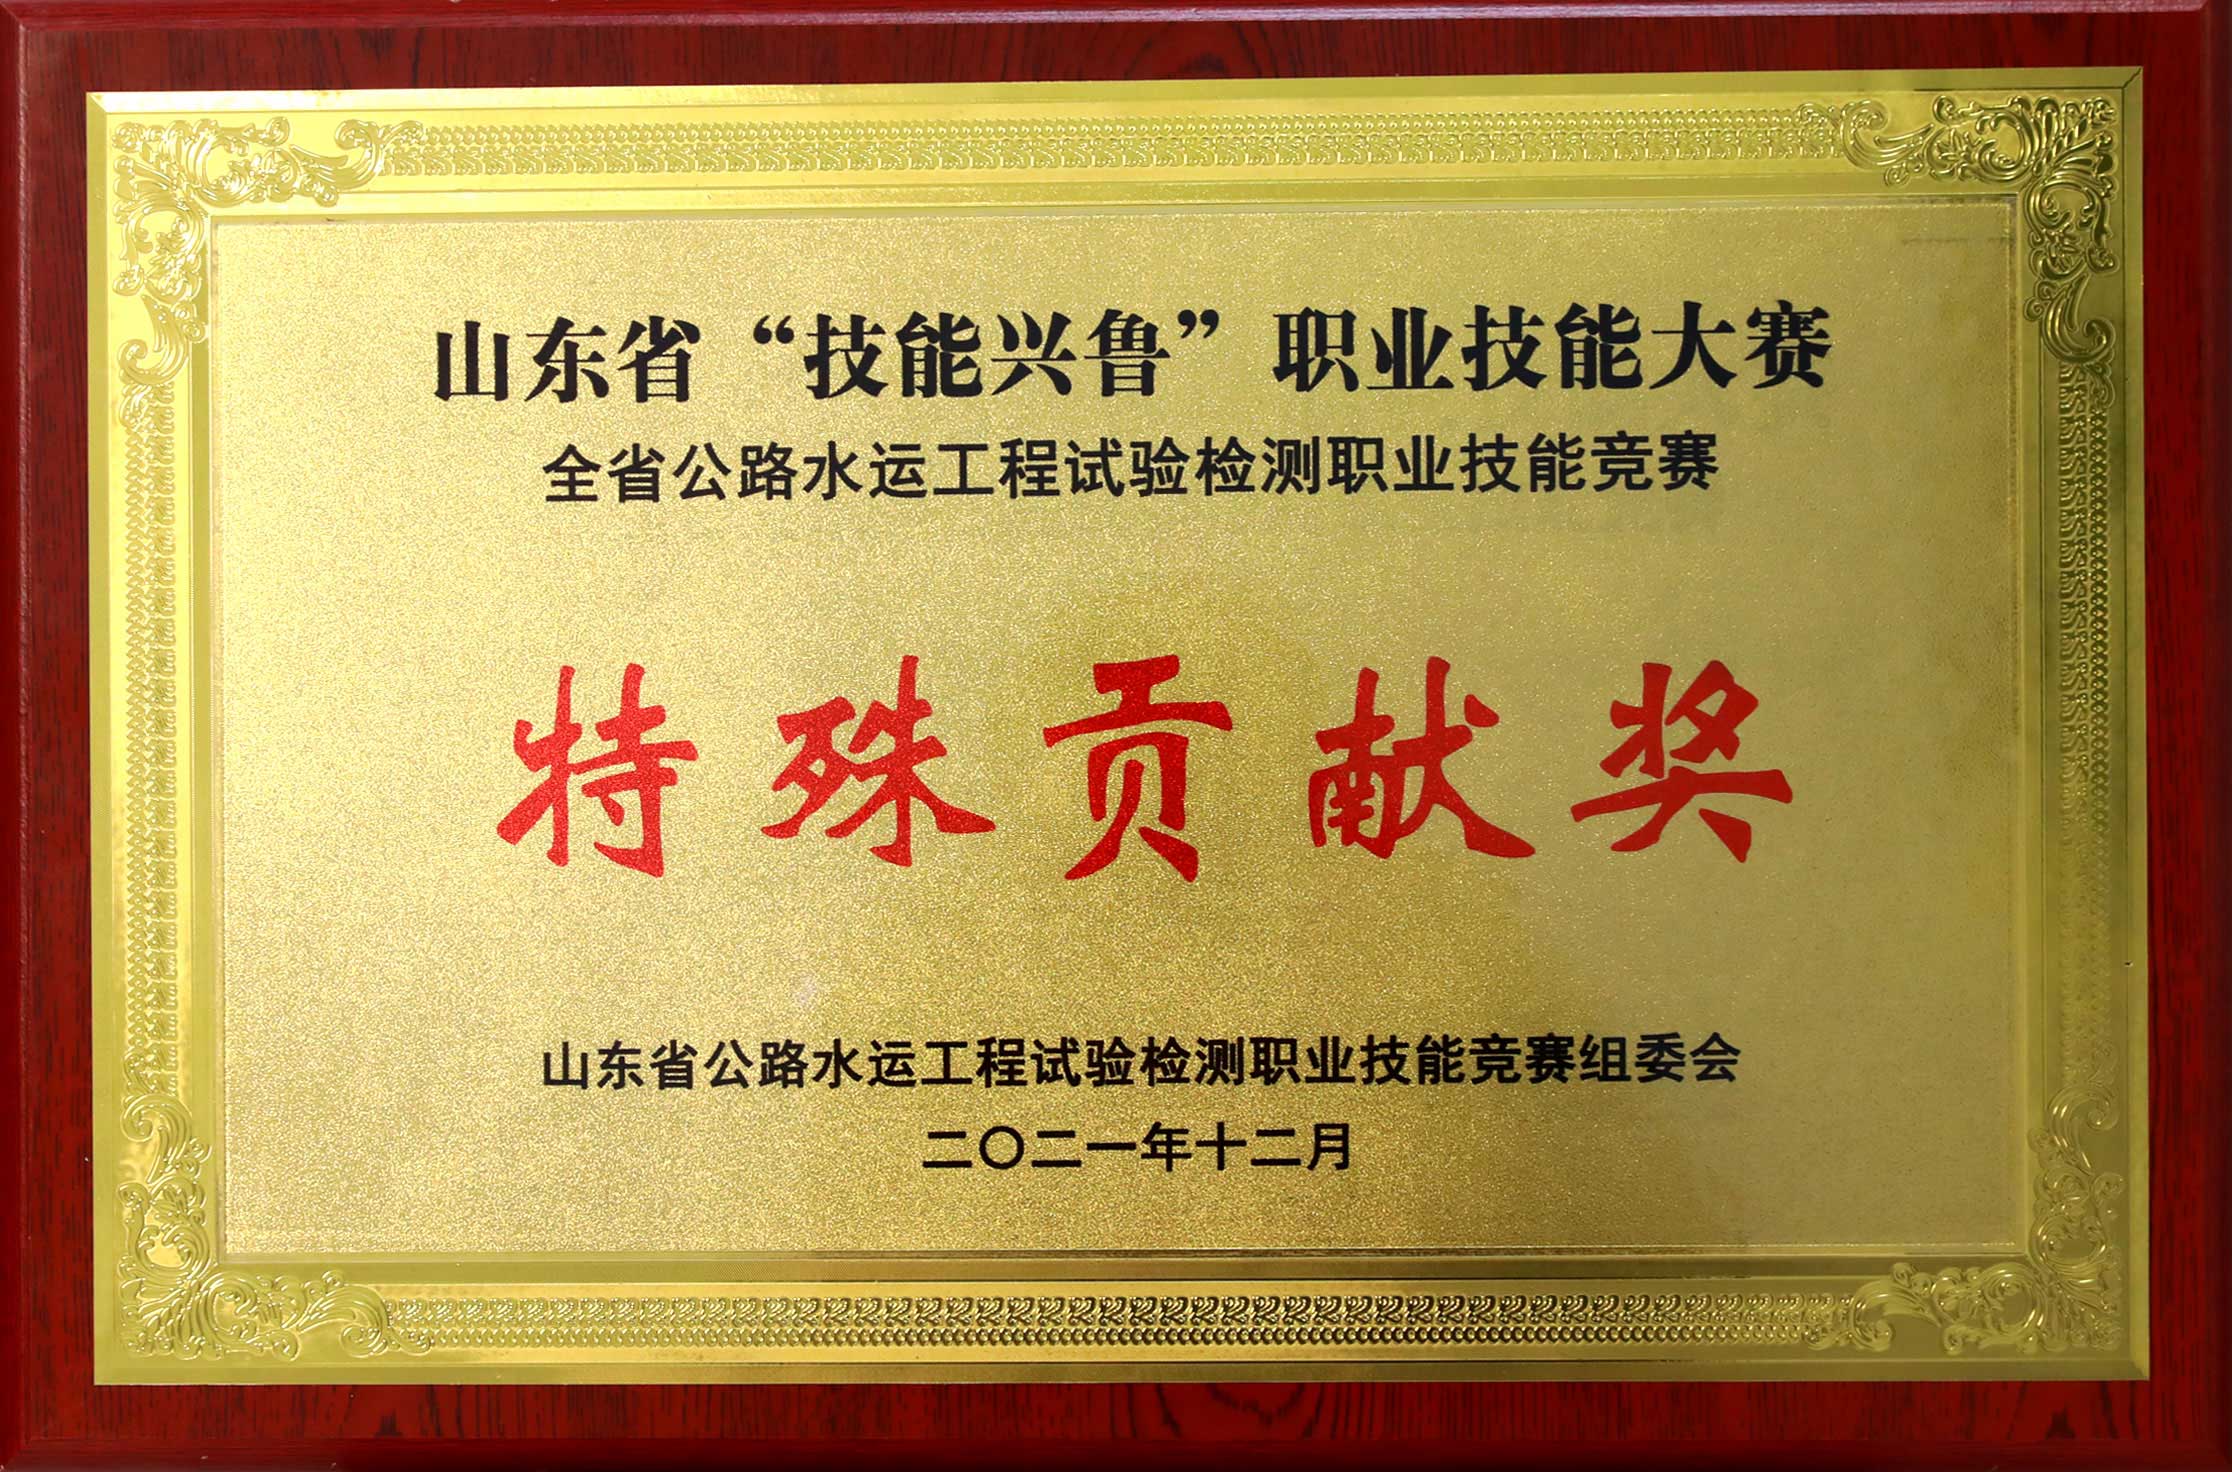 山东省“技能兴鲁”职业技能大赛
全省公路水运工程试验检测职业技能竞赛
特殊贡献奖
山东省公路水运工程试验检测职业技能竞赛组委会
二〇二一年十二月